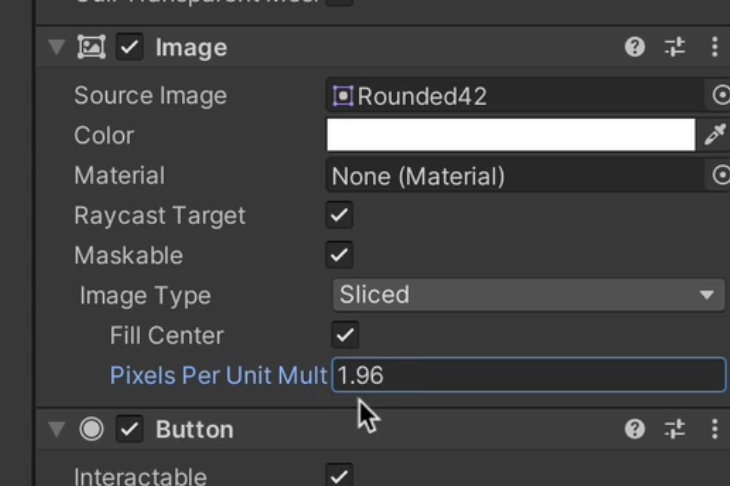 Image
Source Image Rounded42
Color
Material None (Material)
Raycast Target
Maskable
Image Type Sliced
Fill Center
Pixels Per Unit Mult 1.96
Button
Interactable